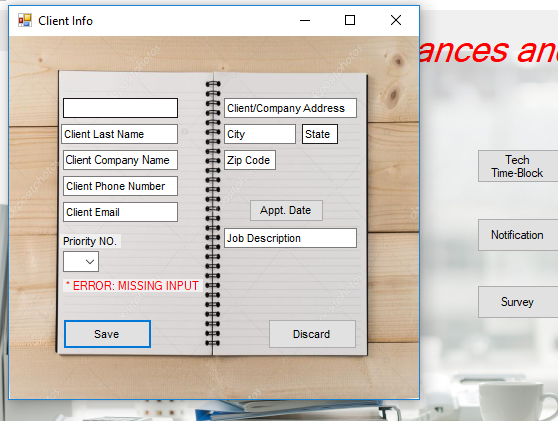 Client Info
ances and
Client/Company Address
Client Last Name
City
State
Client Company Name
Zip Code
Client Phone Number
Client Email
Appt. Date
Priority NO.
Job Description
* ERROR: MISSING INPUT
Save
Discard
Tech
Time-Block
Notification
Survey